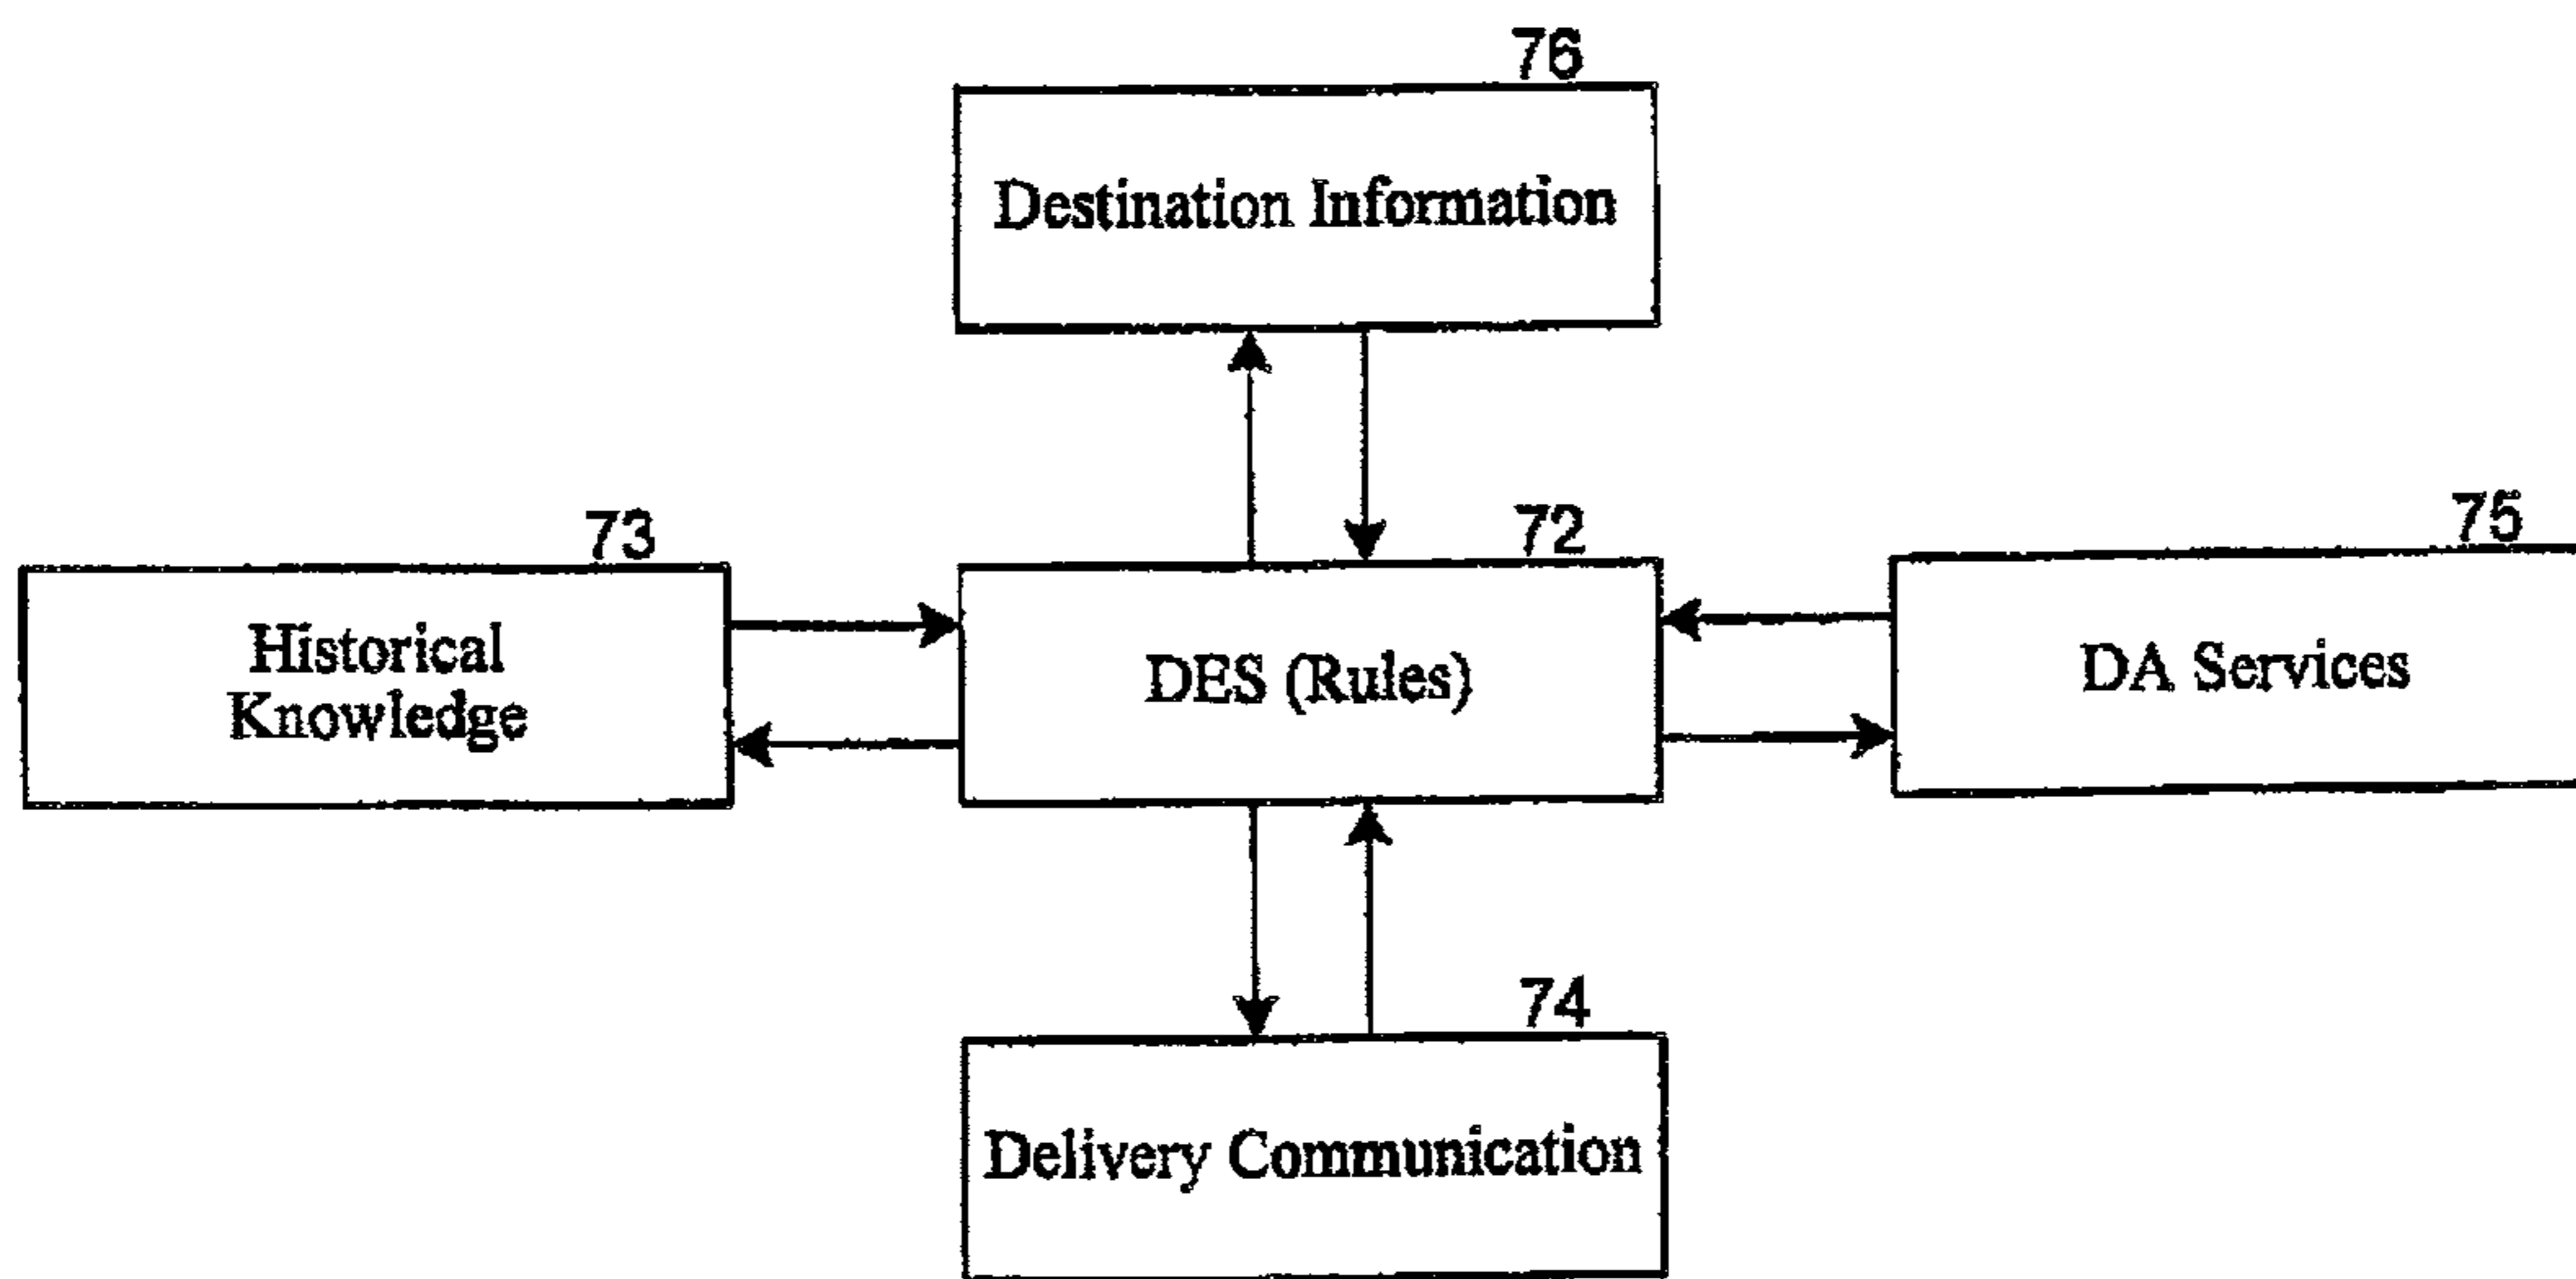 76
Destination Information
73
Historical
Knowledge
72
DES (Rules)
75
DA Services
74
Delivery Communication